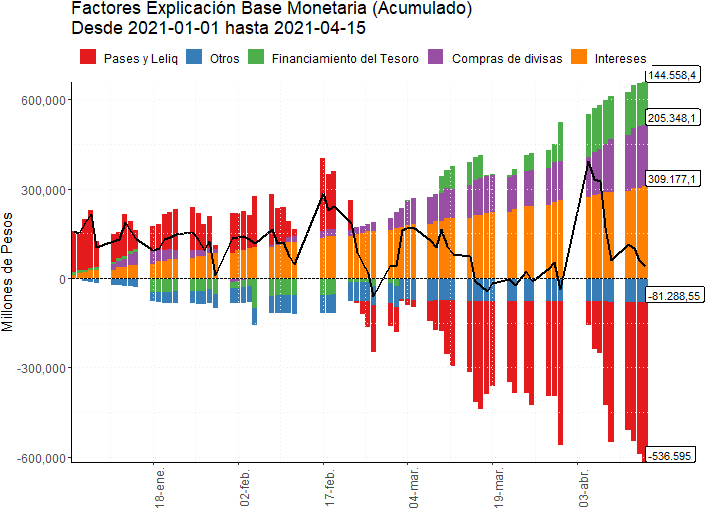 Factores Explicación Base Monetaria (Acumulado)
Desde 2021-01-01 hasta 2021-04-15
Pases y Leliq Otros Financiamiento del Tesoro Compras de divisas Intereses
Millones de Pesos
600,000
300,000
0
-300,000
-600,000
144.558,4
205.348,1
309.177,1
-81.288,55
-536.595
18-ene.
02-feb.
17-feb.
04-mar.
19-mar.
03-abr.